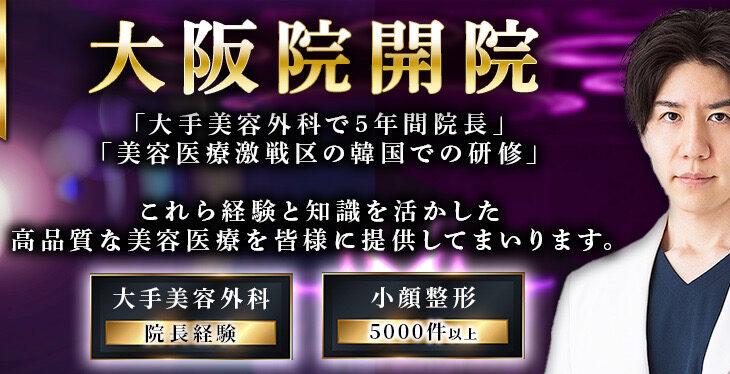 大阪院開院
「大手美容外科で5年間院長」
「美容医療激戦区の韓国での研修」
これら経験と知識を活かした
高品質な美容医療を皆様に提供してまいります。
大手美容外科
院長経験
小顔整形
5000件以上